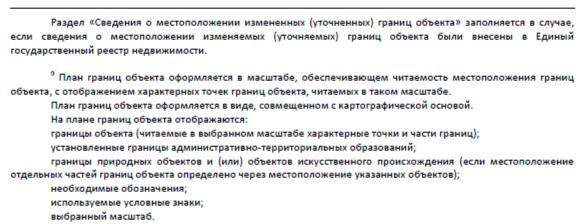 Раздел «Сведения о местоположении измененных (уточненных) границ объекта» заполняется в случае,
если сведения о местоположении изменяемых (уточняемых) границ объекта были внесены в Единый
государственный реестр недвижимости.
9 План границ объекта оформляется в масштабе, обеспечивающем читаемость местоположения границ
объекта, с отображением характерных точек границ объекта, читаемых в таком масштабе.
План границ объекта оформляется в виде, совмещенном с картографической основой.
На плане границ объекта отображаются:
границы объекта (читаемые в выбранном масштабе характерные точки и части границ);
установленные границы административно-территориальных образований;
границы природных объектов и (или) объектов искусственного происхождения (если местоположение
отдельных частей границ объекта определено через местоположение указанных объектов);
необходимые обозначения;
используемые условные знаки;
выбранный масштаб.